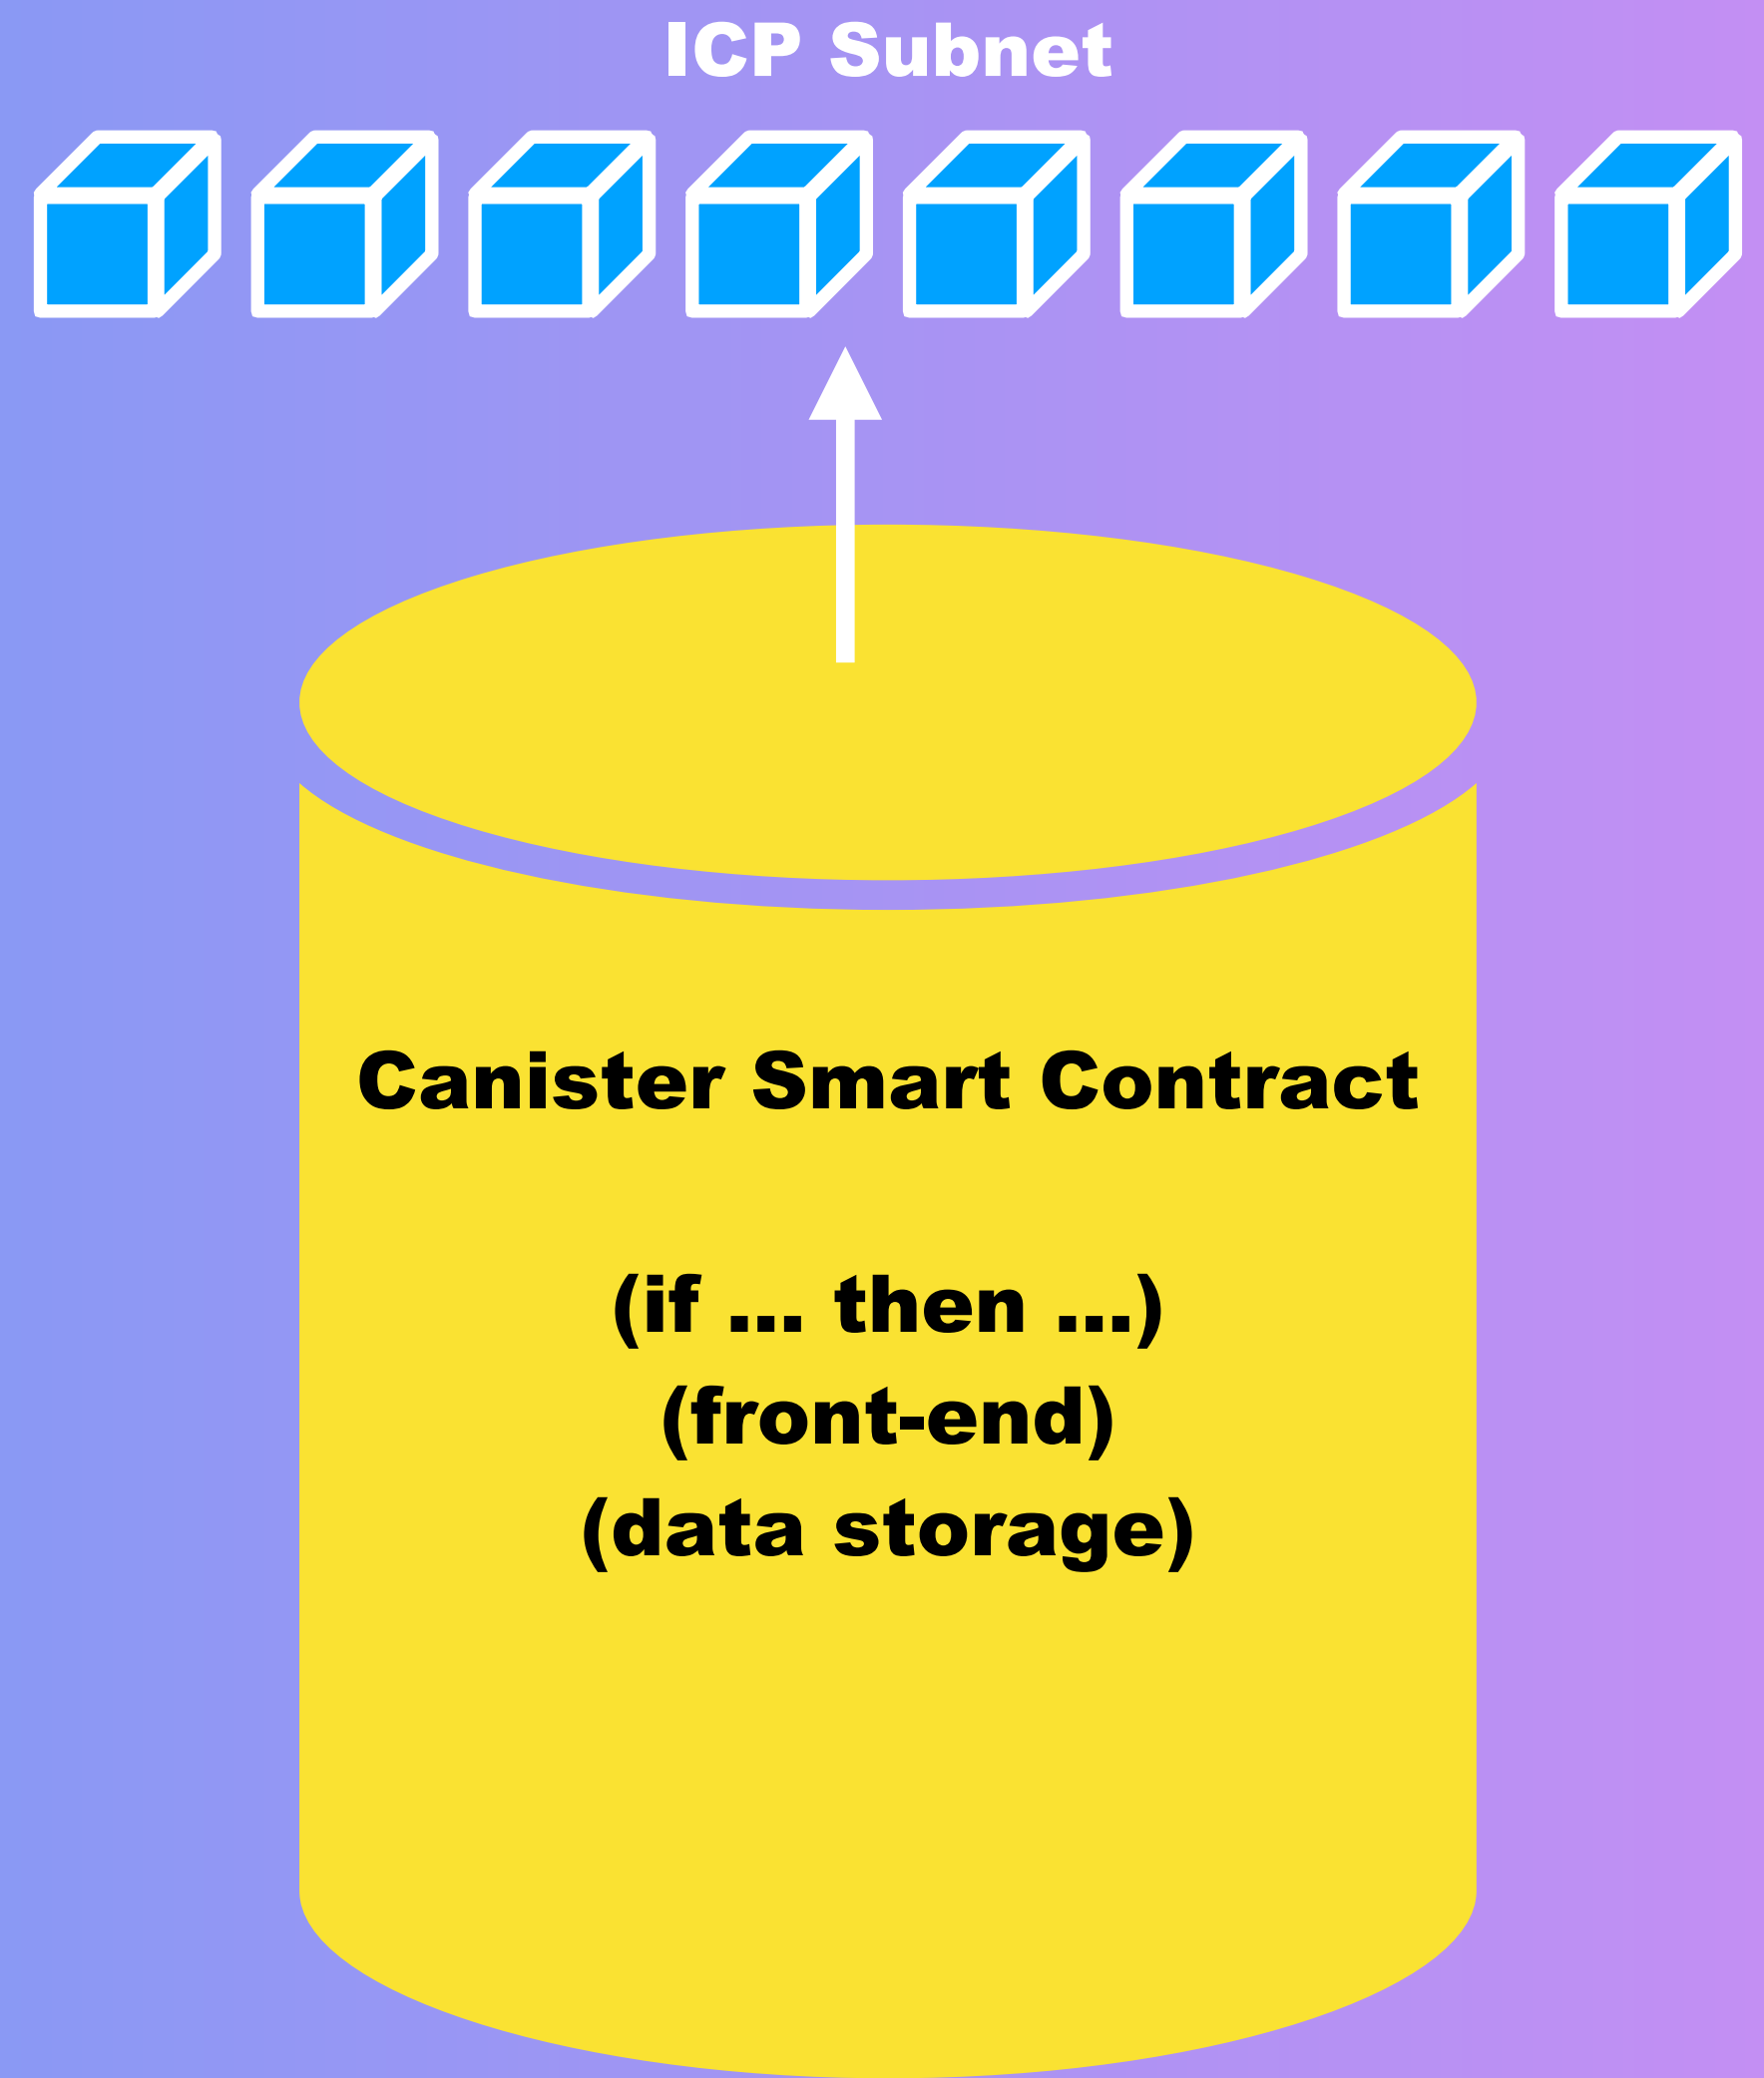 ICP Subnet
Canister Smart Contract
(if ... then ...)
(front-end)
(data storage)